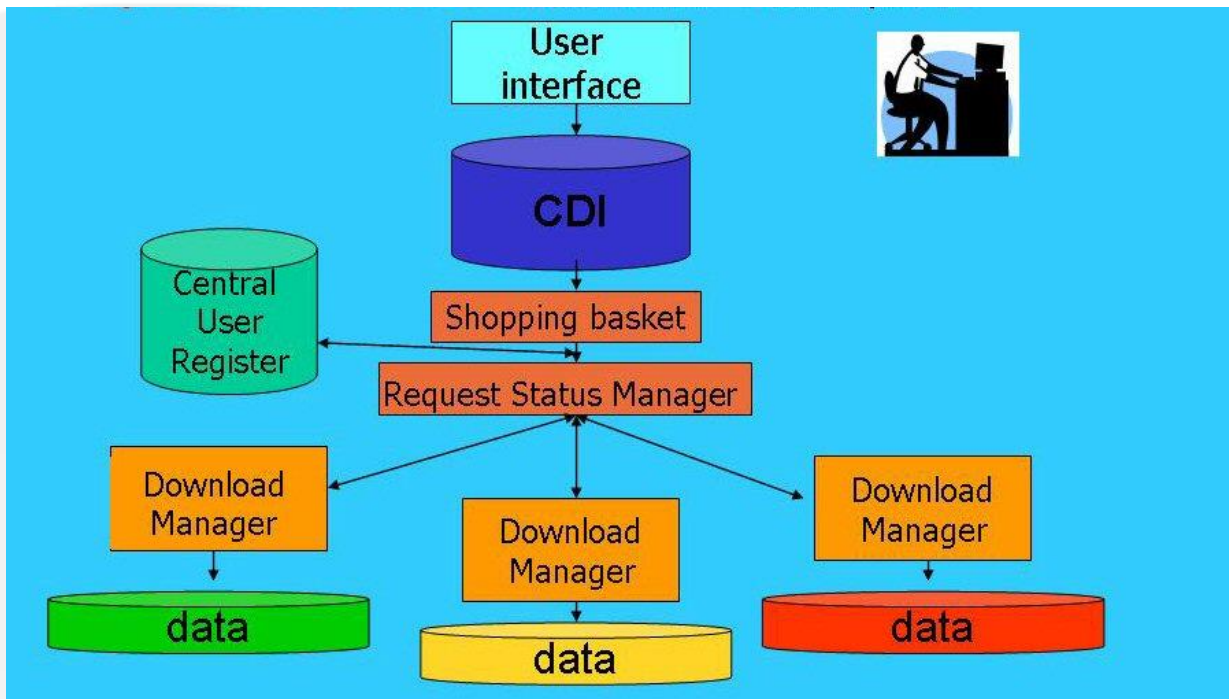 User
interface
CDI
Central
User
Register
Shopping basket
Request Status Manager
Download
Manager
Download
Manager
Download
Manager
data
data
data